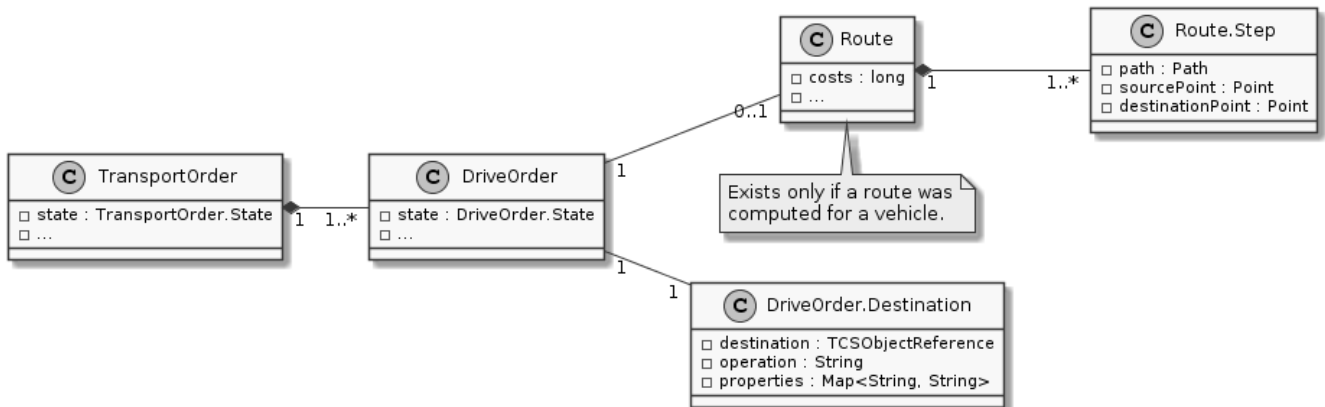 C TransportOrder
state : TransportOrder.State
...
1
1..*
C DriveOrder
state : DriveOrder.State
...
1
0..1
C Route
costs : long
...
1
1..*
C Route.Step
path : Path
sourcePoint : Point
destinationPoint : Point
Exists only if a route was
computed for a vehicle.
1
1
C DriveOrder.Destination
destination : TCSObjectReference
operation : String
properties : Map<String, String>